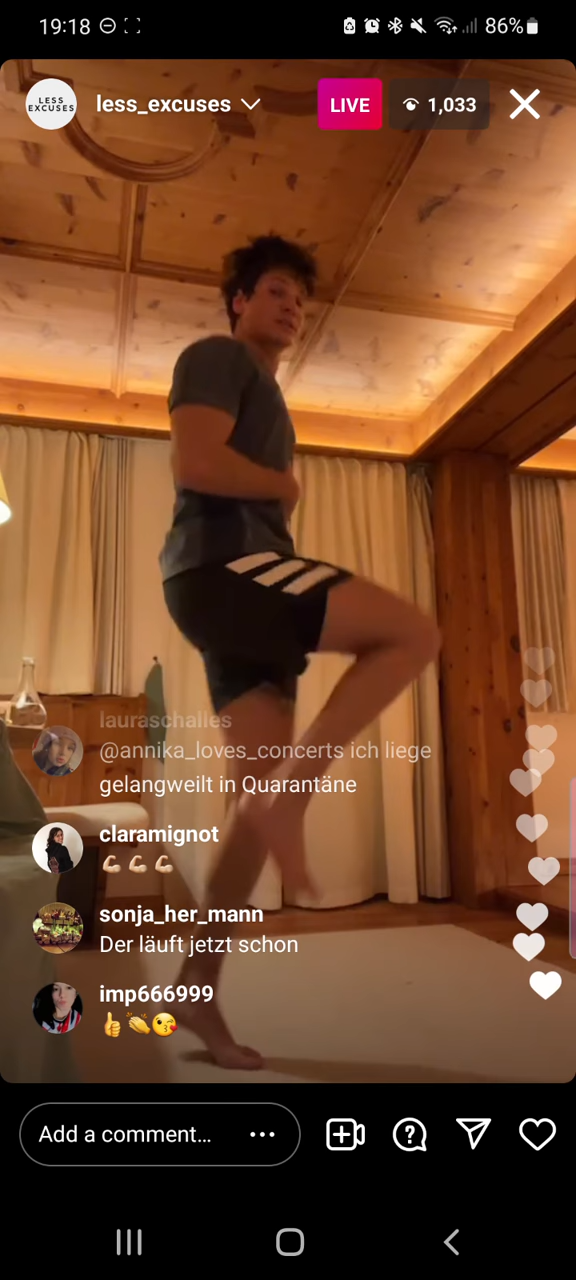 19:18
86%
LESS
EXCUSES
less_excuses
LIVE
1,033
lauraschalles
@annika_loves_concerts ich liege
gelangweilt in Quarantäne
claramignot
💪🏻💪🏻💪🏻
sonja_her_mann
Der läuft jetzt schon
imp666999
👍👏😘
Add a comment...